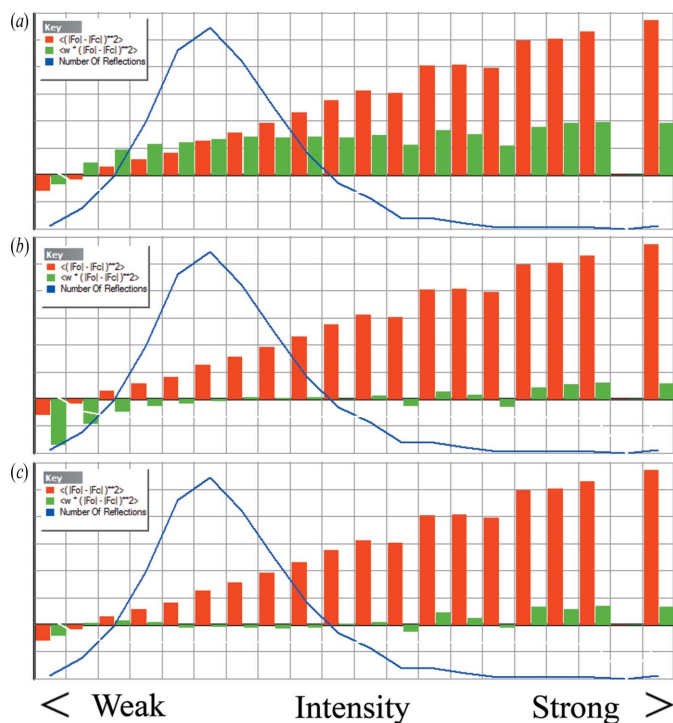 (a)
Key
<( |Fo| - |Fc| )**2>
<w * ( |Fo| - |Fc| )**2>
Number Of Reflections
(b)
Key
<( |Fo| - |Fc| )**2>
<w * ( |Fo| - |Fc| )**2>
Number Of Reflections
(c)
Key
<( |Fo| - |Fc| )**2>
<w * ( |Fo| - |Fc| )**2>
Number Of Reflections
< Weak Intensity Strong >